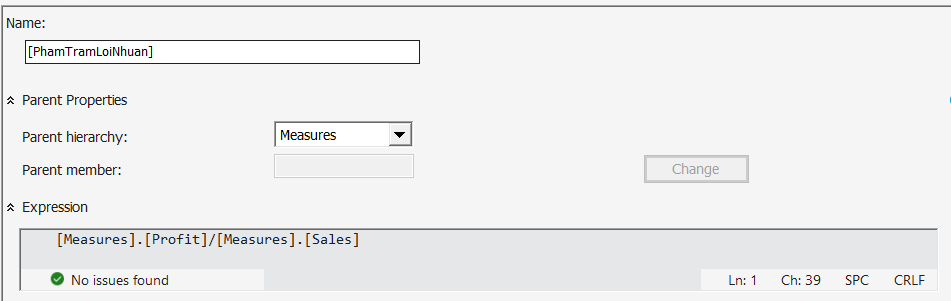 Name:
[PhamTramLoiNhuan]
Parent Properties
Parent hierarchy:
Measures
Parent member:
Change
Expression
[Measures].[Profit]/[Measures].[Sales]
No issues found
Ln: 1 Ch: 39 SPC CRLF